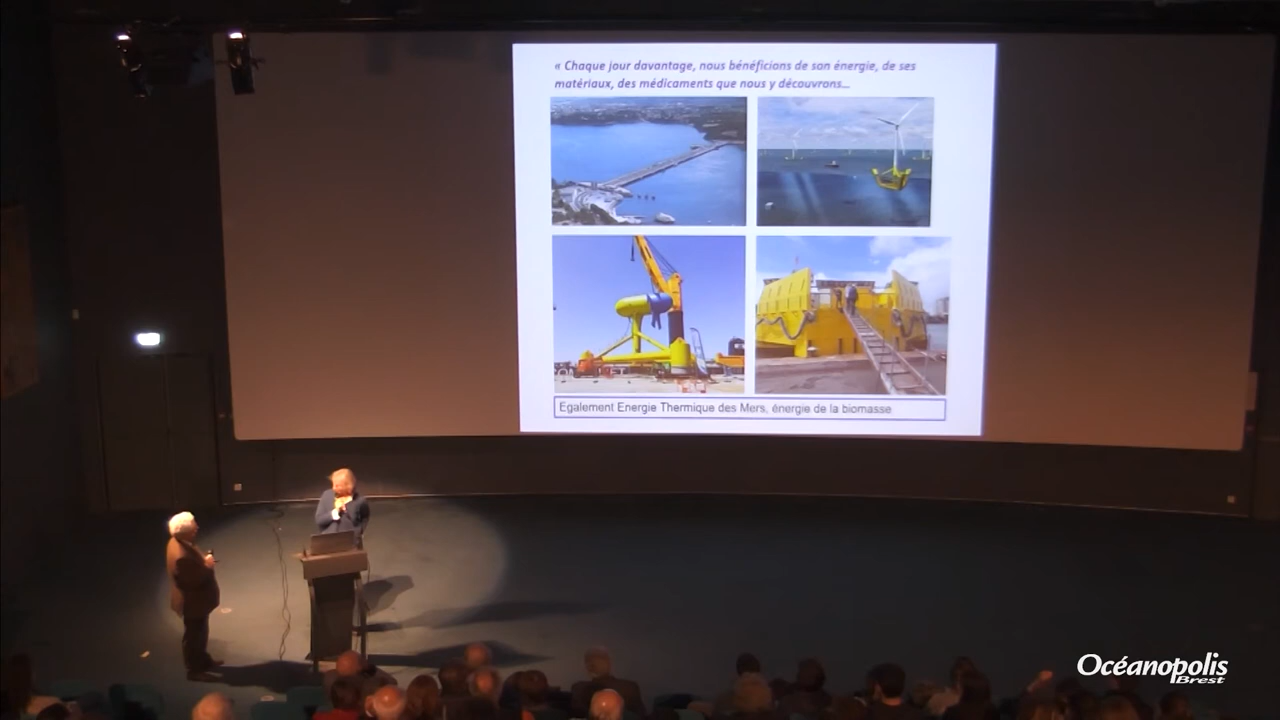 « Chaque jour davantage, nous bénéficions de son énergie, de ses
matériaux, des médicaments que nous y découvrons…
Egalement Energie Thermique des Mers, énergie de la biomasse
Océanopolis
Brest